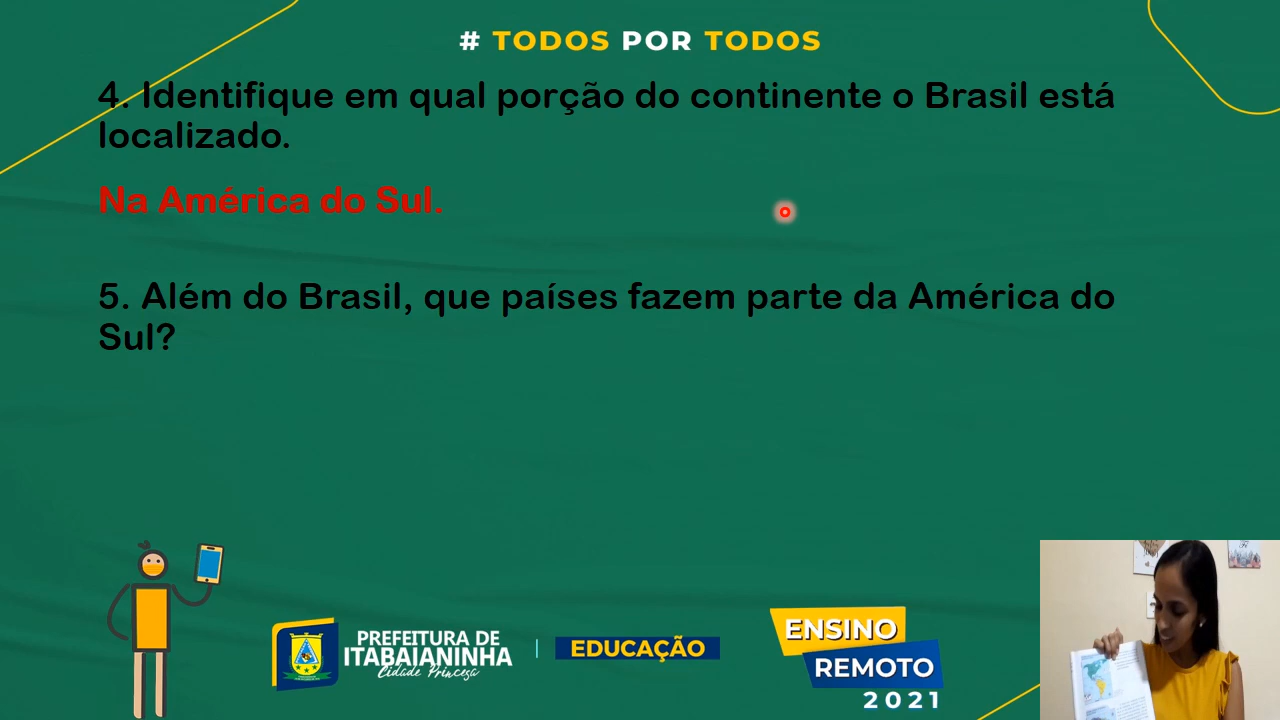 # TODOS POR TODOS
4. Identifique em qual porção do continente o Brasil está
localizado.
Na América do Sul.
5. Além do Brasil, que países fazem parte da América do
Sul?
PREFEITURA DE
ITABAIANINHA
Cidade Princesa
EDUCAÇÃO
ENSINO
REMOTO
2021